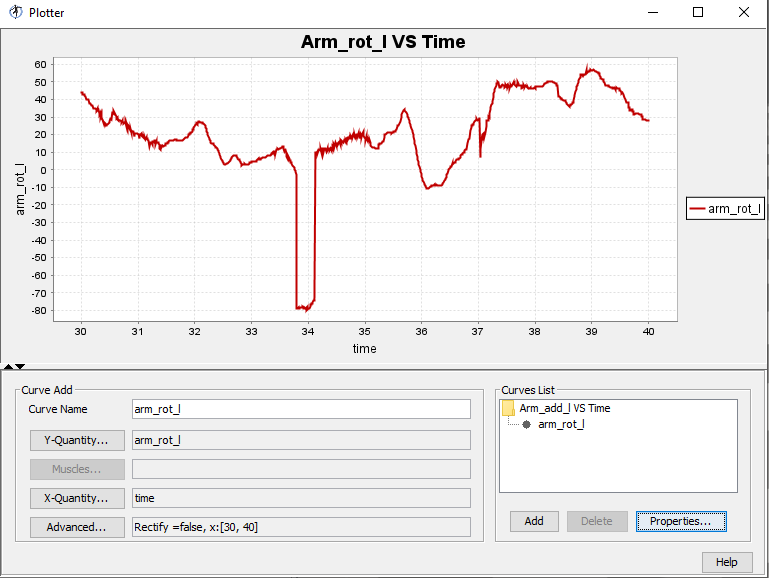 Plotter
Arm_rot_l VS Time
60
50
40
30
20
10
0
-10
-20
-30
-40
-50
-60
-70
-80
arm_rot_l
30 31 32 33 34 35 36 37 38 39 40
time
arm_rot_l
Curve Add
Curve Name arm_rot_l
Y-Quantity... arm_rot_l
Muscles...
X-Quantity... time
Advanced... Rectify =false, x:[30, 40]
Curves List
Arm_add_l VS Time
arm_rot_l
Add Delete Properties...
Help